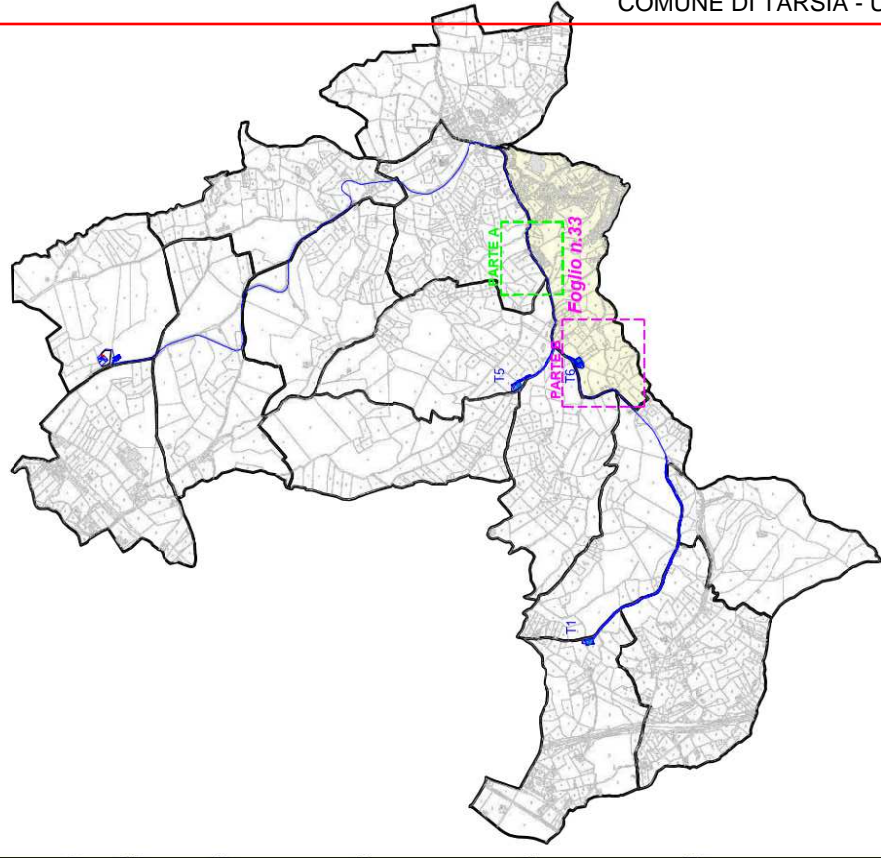 COMUNE DI TARSIA - U
PARTE A
Foglio n.33
T5
PARTE
T6
T1